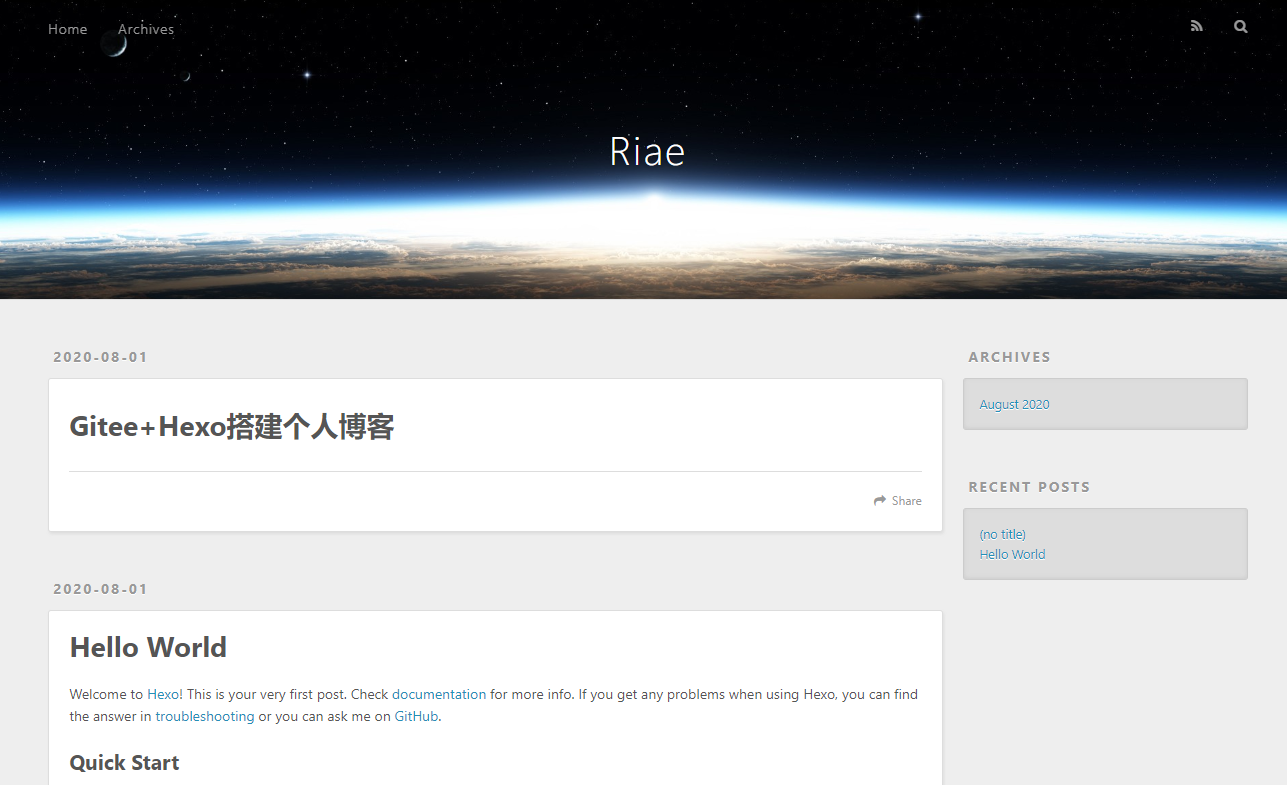 Home Archives
Riae
2020-08-01
Gitee+Hexo搭建个人博客
Share
2020-08-01
Hello World
Welcome to Hexo! This is your very first post. Check documentation for more info. If you get any problems when using Hexo, you can find
the answer in troubleshooting or you can ask me on GitHub.
Quick Start
ARCHIVES
August 2020
RECENT POSTS
(no title)
Hello World